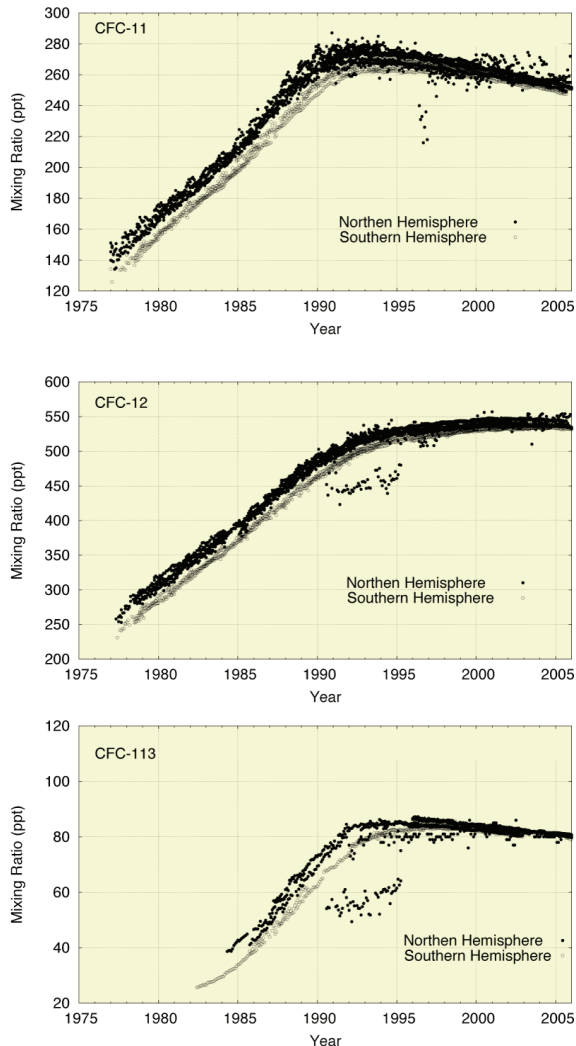 300
280
260
240
220
200
180
160
140
120
CFC-11
Mixing Ratio (ppt)
Northen Hemisphere
Southern Hemisphere
1975 1980 1985 1990 1995 2000 2005
Year
600
550
500
450
400
350
300
250
200
CFC-12
Mixing Ratio (ppt)
Northen Hemisphere
Southern Hemisphere
1975 1980 1985 1990 1995 2000 2005
Year
120
100
80
60
40
20
CFC-113
Mixing Ratio (ppt)
Northen Hemisphere
Southern Hemisphere
1975 1980 1985 1990 1995 2000 2005
Year